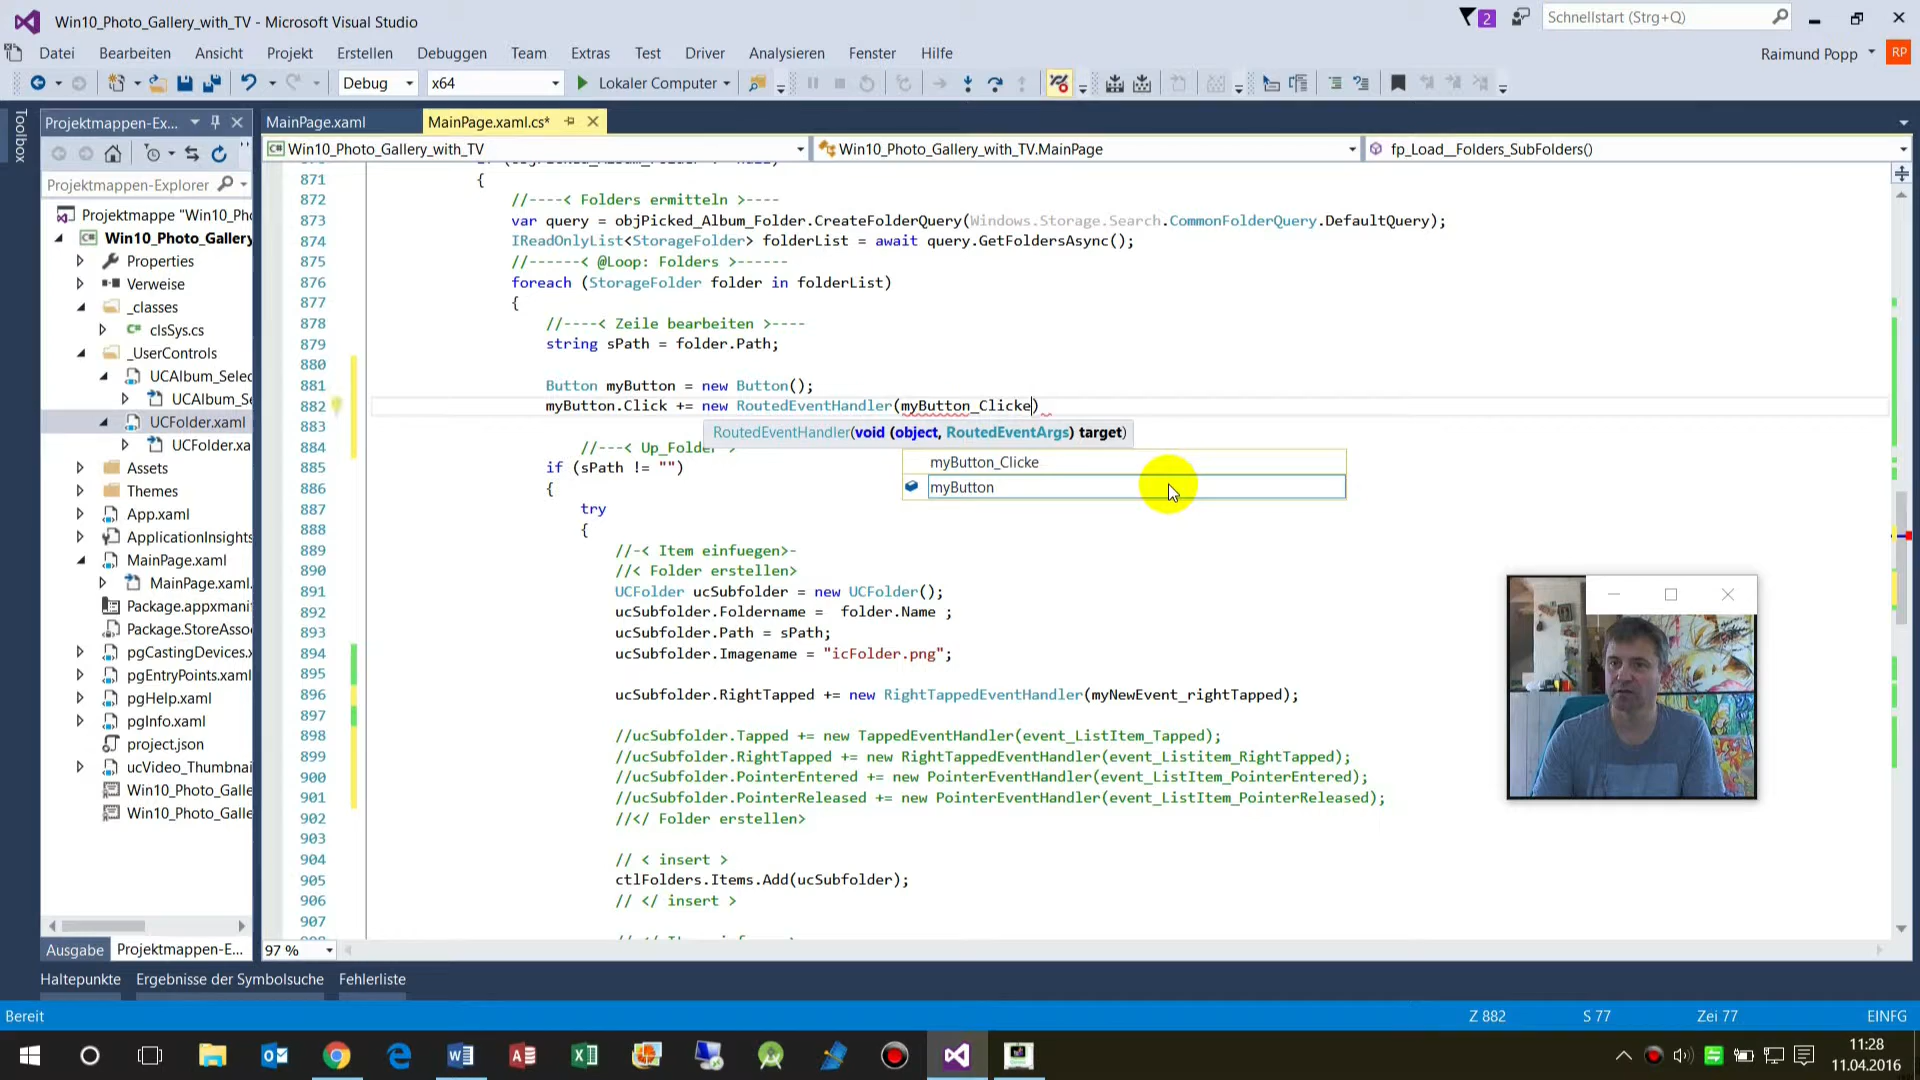 Win10_Photo_Gallery_with_TV - Microsoft Visual Studio
2
Schnellstart (Strg+Q)
Datei Bearbeiten Ansicht Projekt Erstellen Debuggen Team Extras Test Driver Analysieren Fenster Hilfe
Raimund Popp RP
Debug x64 Lokaler Computer
Toolbox
Projektmappen-Ex...
MainPage.xaml MainPage.xaml.cs*
Win10_Photo_Gallery_with_TV Win10_Photo_Gallery_with_TV.MainPage fp_Load__Folders_SubFolders()
Projektmappen-Explorer
Projektmappe "Win10_Pho
Win10_Photo_Gallery
Properties
Verweise
_classes
clsSys.cs
_UserControls
UCAlbum_Selec
UCAlbum_Se
UCFolder.xaml
UCFolder.xa
Assets
Themes
App.xaml
ApplicationInsights
MainPage.xaml
MainPage.xaml.
Package.appxmani
Package.StoreAssoc
pgCastingDevices.x
pgEntryPoints.xaml
pgHelp.xaml
pgInfo.xaml
project.json
ucVideo_Thumbnai
Win10_Photo_Galle
Win10_Photo_Galle
871 {
872 //----< Folders ermitteln >----
873 var query = objPicked_Album_Folder.CreateFolderQuery(Windows.Storage.Search.CommonFolderQuery.DefaultQuery);
874 IReadOnlyList<StorageFolder> folderList = await query.GetFoldersAsync();
875 //------< @Loop: Folders >------
876 foreach (StorageFolder folder in folderList)
877 {
878 //----< Zeile bearbeiten >----
879 string sPath = folder.Path;
880
881 Button myButton = new Button();
882 myButton.Click += new RoutedEventHandler(myButton_Clicke)
883 RoutedEventHandler(void (object, RoutedEventArgs) target)
884 //---< Up_Folder >
myButton_Clicke
885 if (sPath != "")
886 {
myButton
887 try
888 {
889 //-< Item einfuegen>-
890 //< Folder erstellen>
891 UCFolder ucSubfolder = new UCFolder();
892 ucSubfolder.Foldername = folder.Name ;
893 ucSubfolder.Path = sPath;
894 ucSubfolder.Imagename = "icFolder.png";
895
896 ucSubfolder.RightTapped += new RightTappedEventHandler(myNewEvent_rightTapped);
897
898 //ucSubfolder.Tapped += new TappedEventHandler(event_ListItem_Tapped);
899 //ucSubfolder.RightTapped += new RightTappedEventHandler(event_Listitem_RightTapped);
900 //ucSubfolder.PointerEntered += new PointerEventHandler(event_ListItem_PointerEntered);
901 //ucSubfolder.PointerReleased += new PointerEventHandler(event_ListItem_PointerReleased);
902 //</ Folder erstellen>
903
904 // < insert >
905 ctlFolders.Items.Add(ucSubfolder);
906 // </ insert >
907
97 %
Ausgabe Projektmappen-E...
Haltepunkte Ergebnisse der Symbolsuche Fehlerliste
Bereit Z 882 S 77 Zei 77 EINFG
11:28
11.04.2016